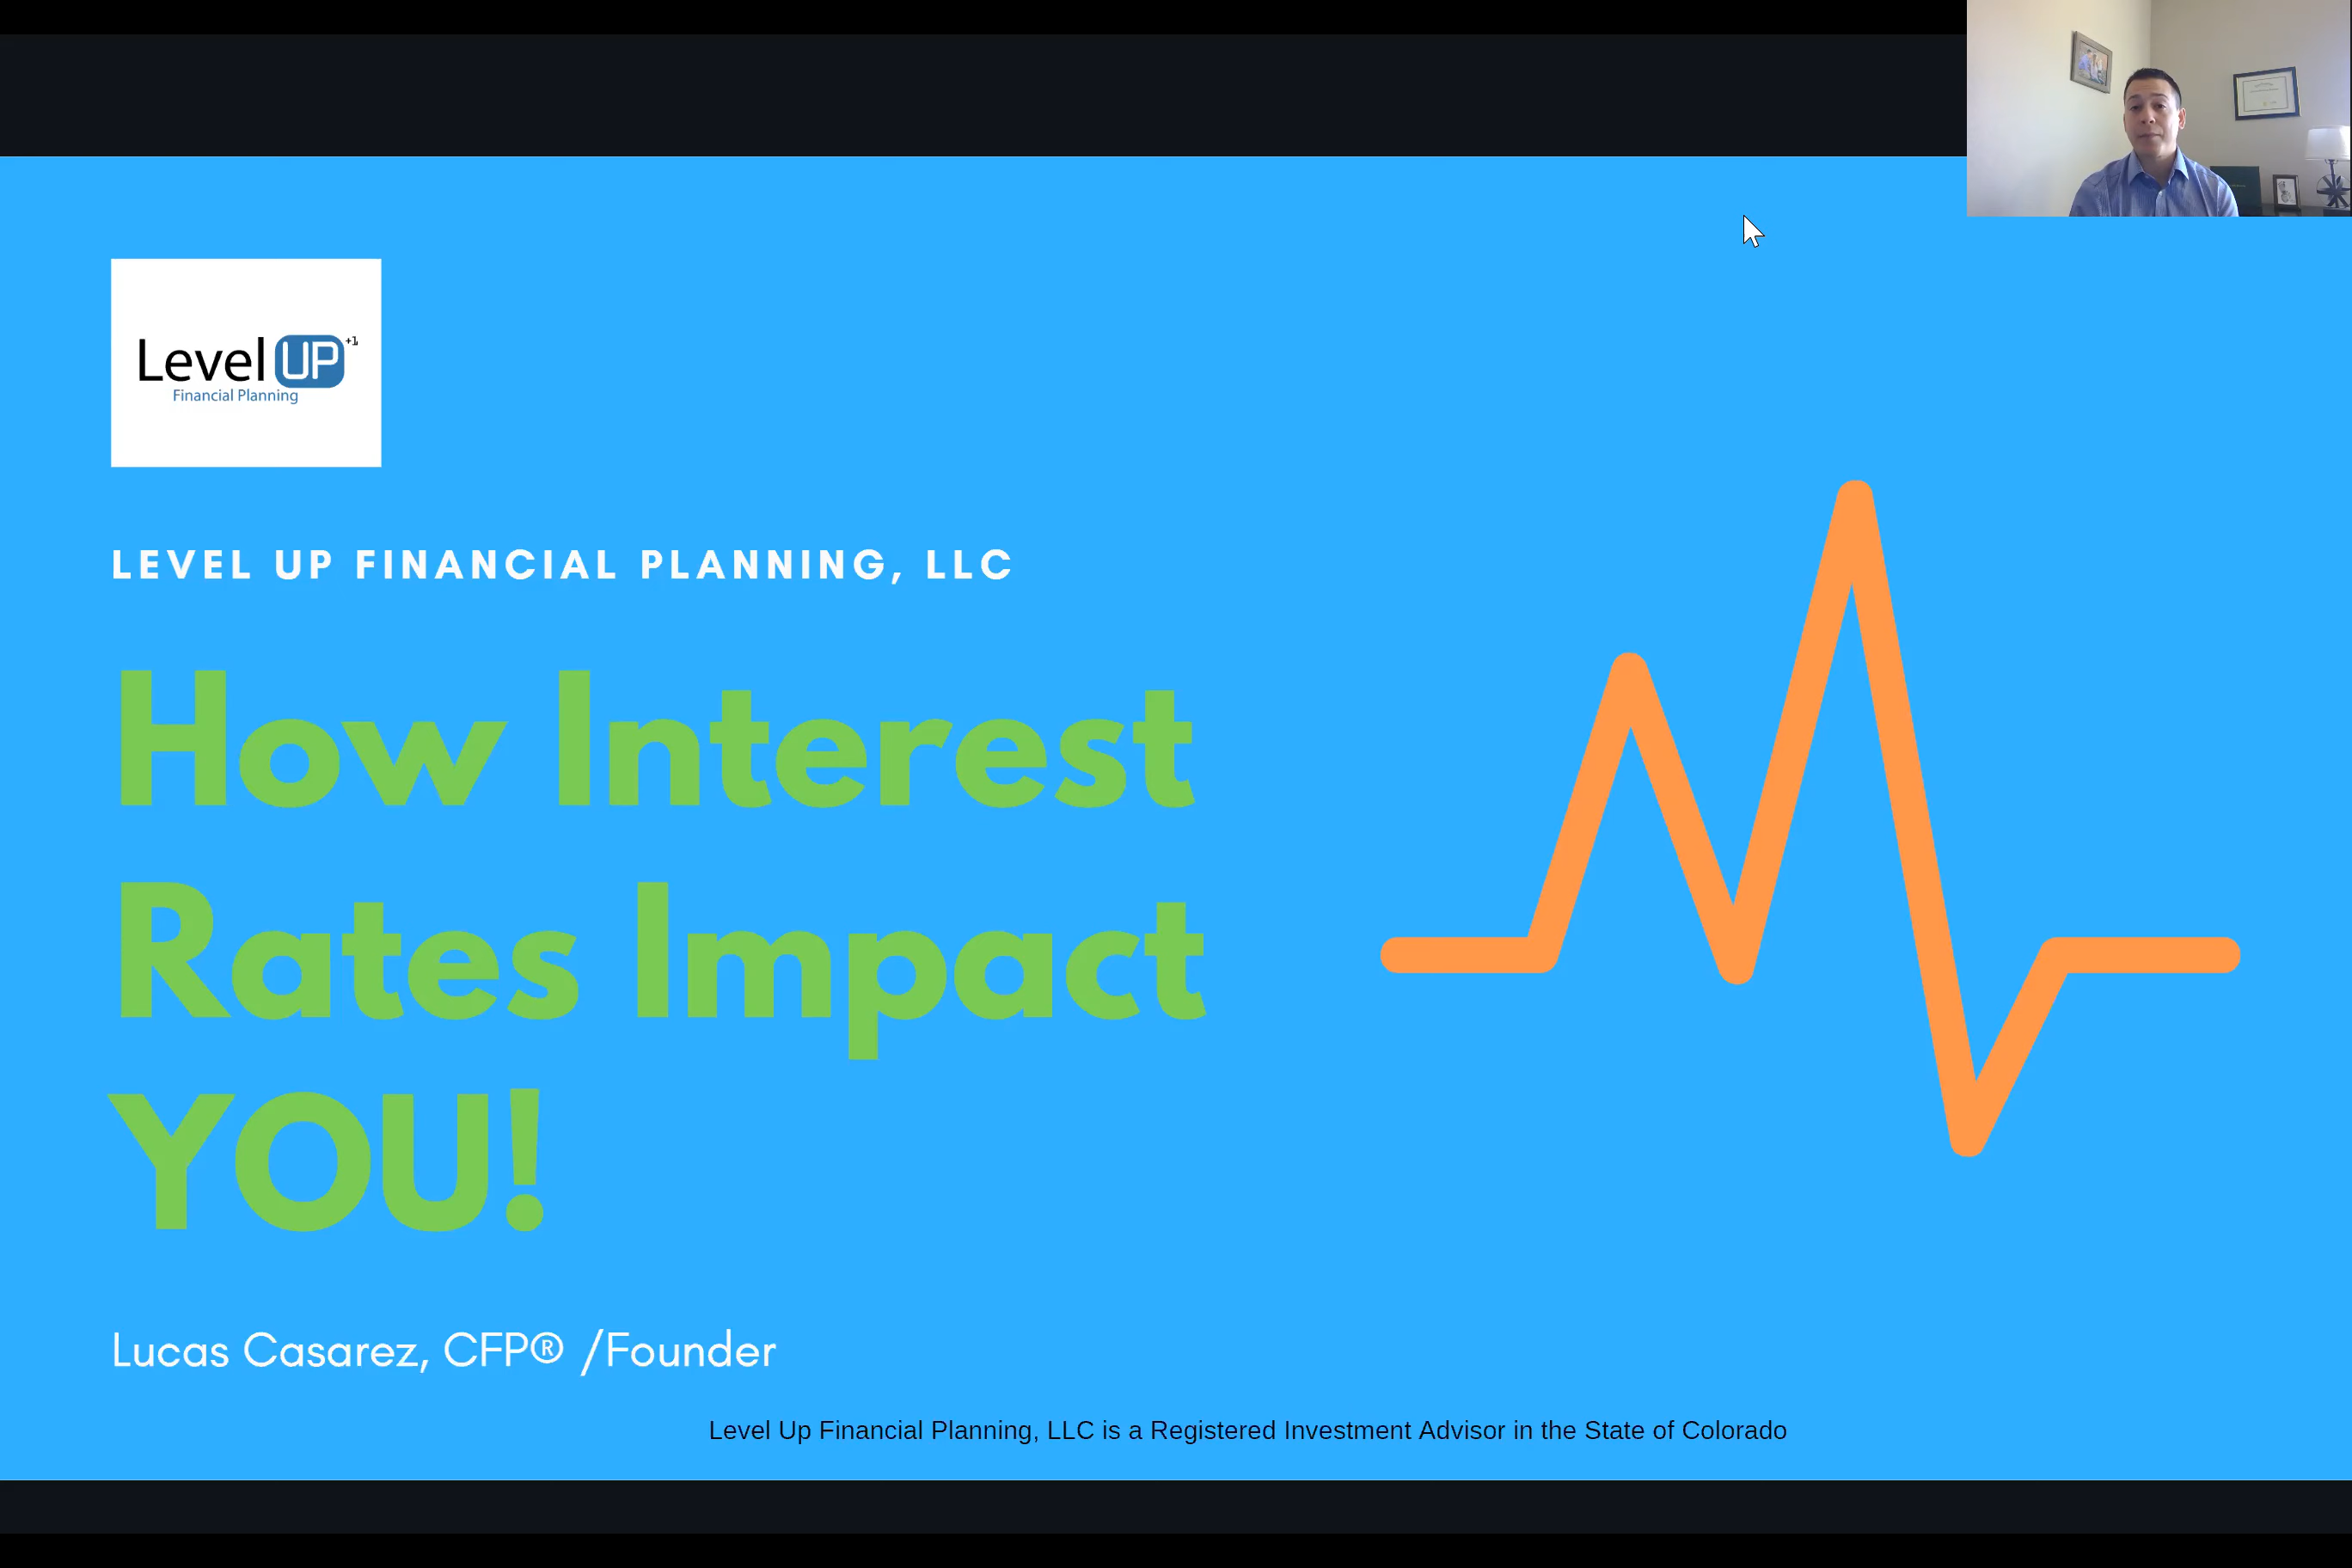 Level UP +1
Financial Planning
LEVEL UP FINANCIAL PLANNING, LLC
How Interest
Rates Impact
YOU!
Lucas Casarez, CFP® /Founder
Level Up Financial Planning, LLC is a Registered Investment Advisor in the State of Colorado